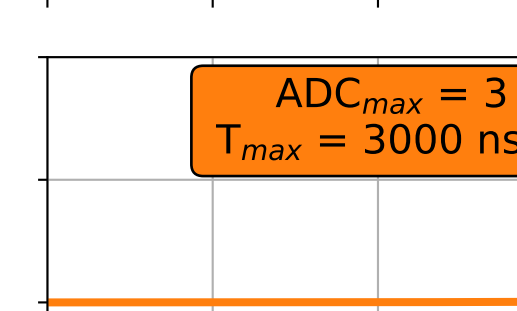 ADCmax = 3
Tmax = 3000 ns